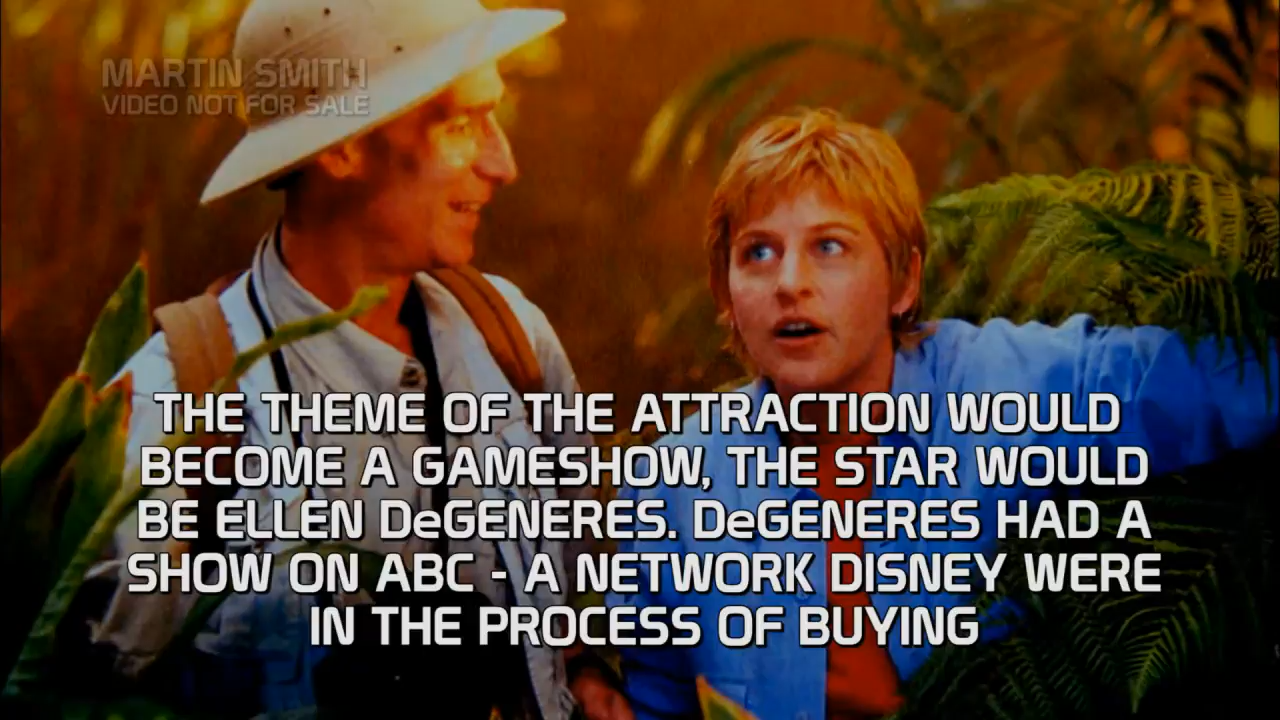 MARTIN SMITH
VIDEO NOT FOR SALE
THE THEME OF THE ATTRACTION WOULD
BECOME A GAMESHOW, THE STAR WOULD
BE ELLEN DeGENERES. DeGENERES HAD A
SHOW ON ABC - A NETWORK DISNEY WERE
IN THE PROCESS OF BUYING